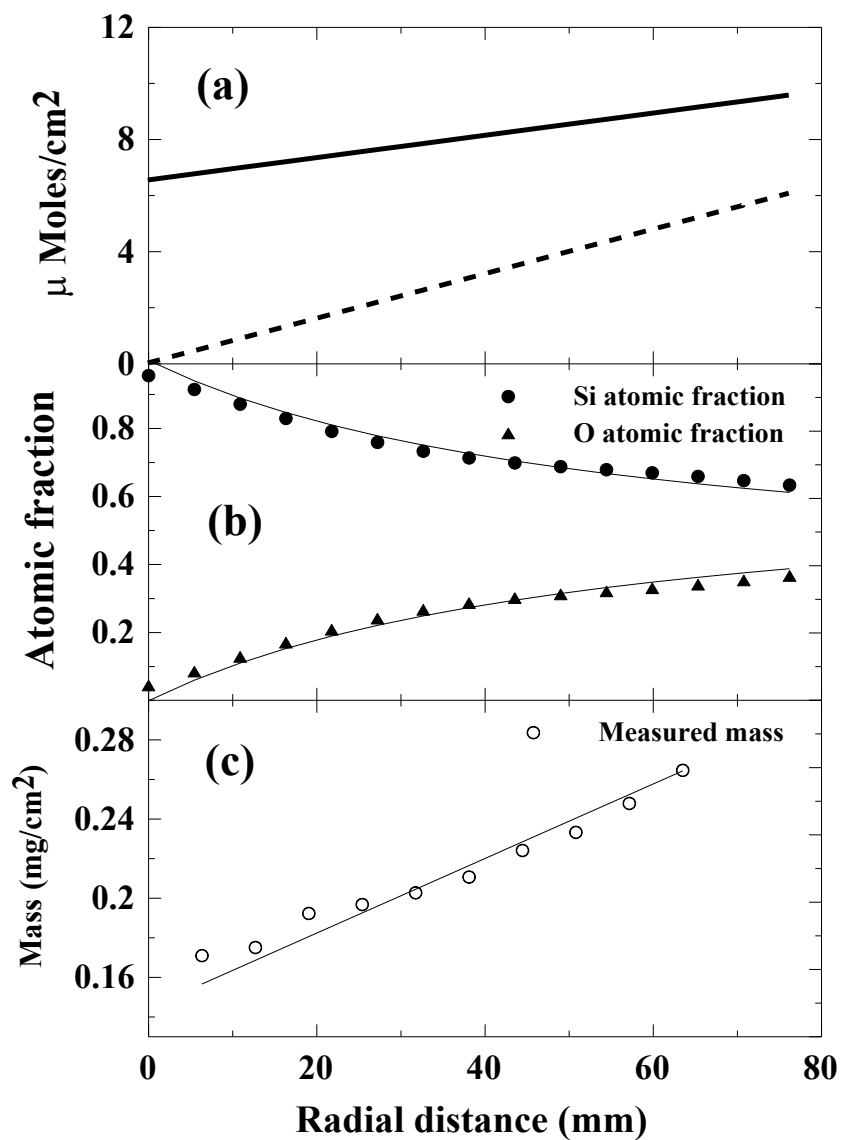 12
(a)
8
μ Moles/cm2
4
0
Si atomic fraction
O atomic fraction
0.8
0.6
(b)
Atomic fraction
0.4
0.2
0.28
(c)
Measured mass
0.24
Mass (mg/cm2)
0.2
0.16
0 20 40 60 80
Radial distance (mm)